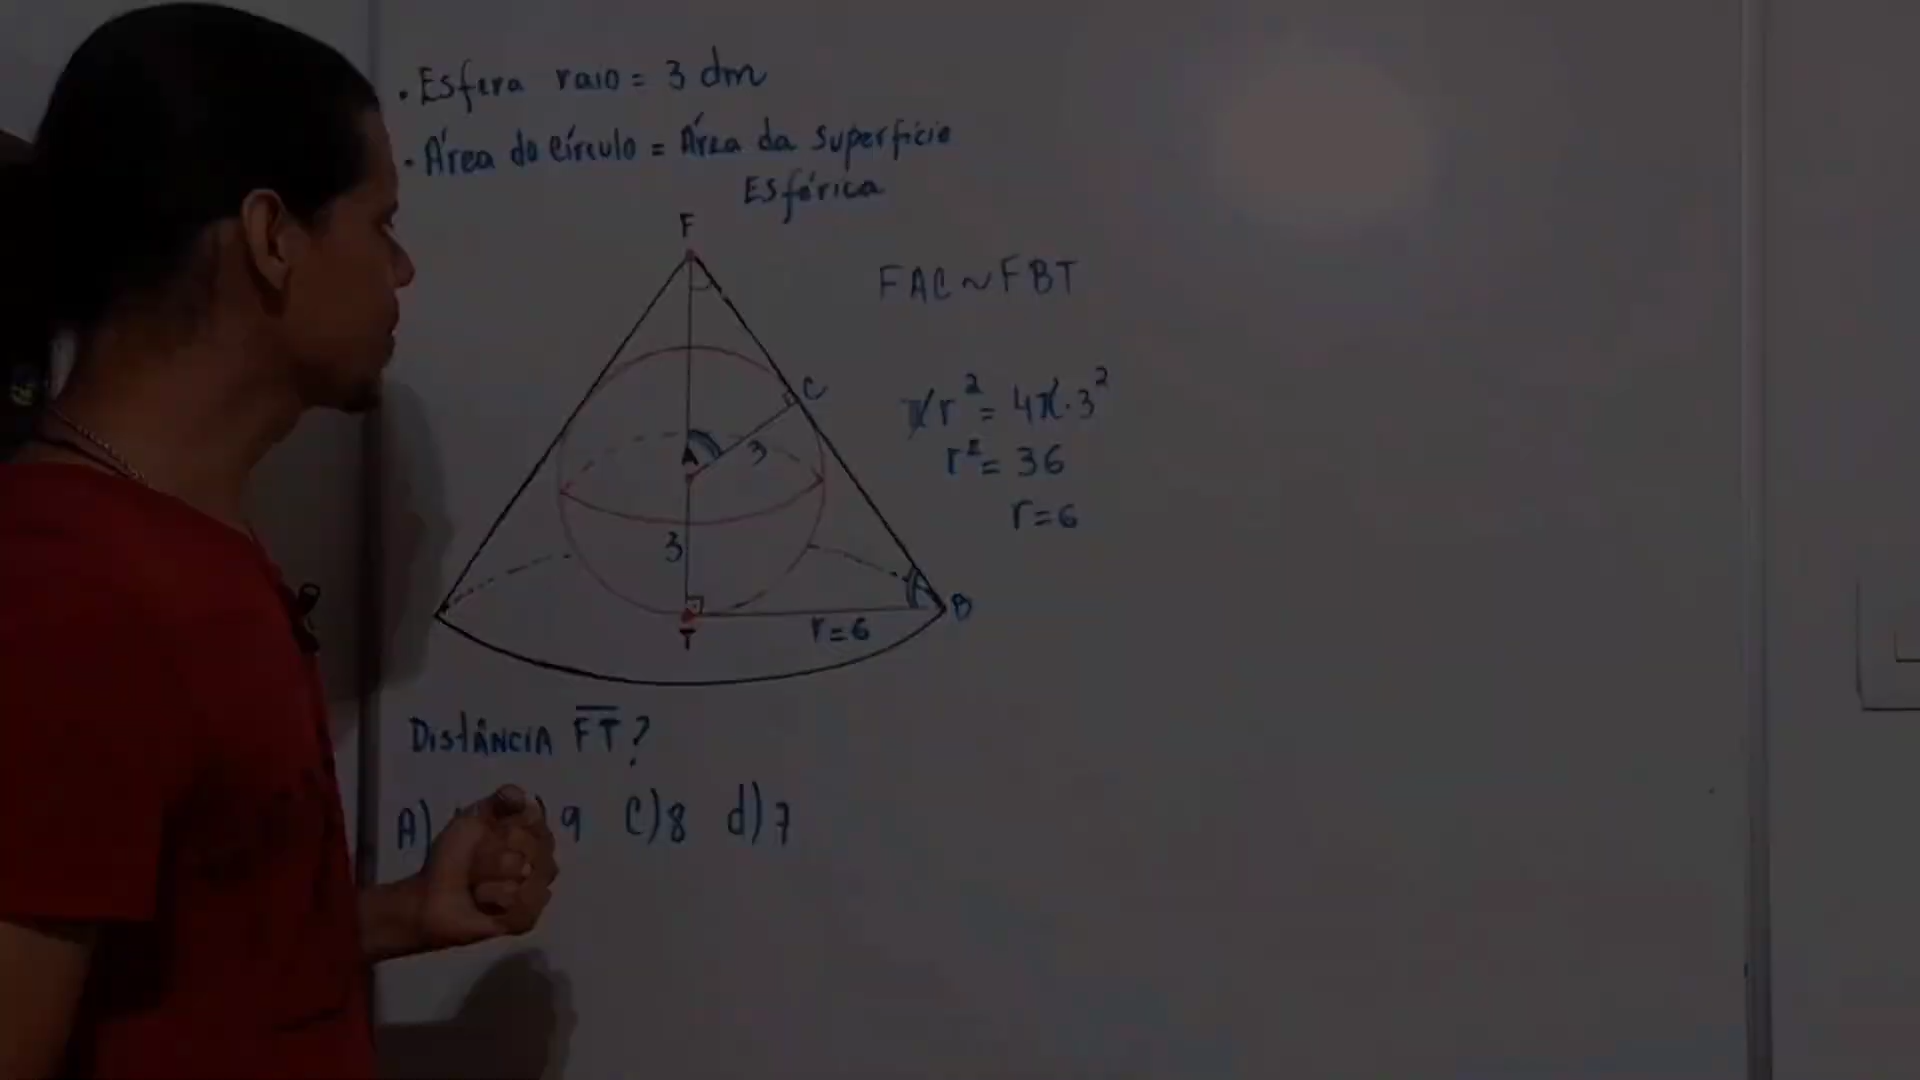 • Esfera raio = 3 dm
• Área do círculo = Área da superfície
Esférica
F
FAC ~ FBT
C
πr² = 4π·3²
A
3
r² = 36
r = 6
3
B
T
r = 6
Distância F̅T̅?
A) 9 C) 8 d) 7